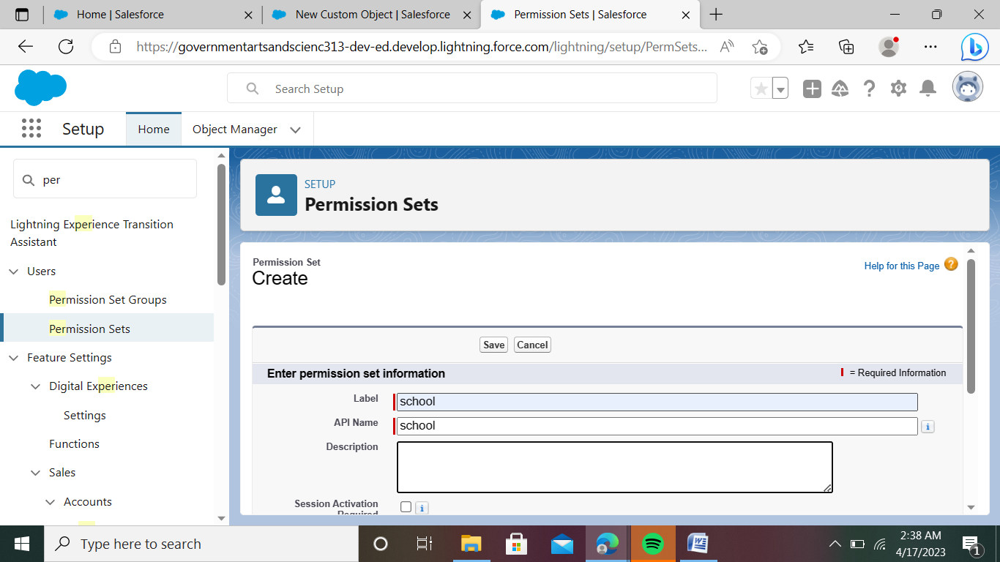 Home | Salesforce
New Custom Object | Salesforce
Permission Sets | Salesforce
https://governmentartsandscienc313-dev-ed.develop.lightning.force.com/lightning/setup/PermSets...
Search Setup
Setup
Home
Object Manager
per
Lightning Experience Transition
Assistant
Users
Permission Set Groups
Permission Sets
Feature Settings
Digital Experiences
Settings
Functions
Sales
Accounts
SETUP
Permission Sets
Permission Set
Create
Help for this Page
Save Cancel
Enter permission set information
= Required Information
Label school
API Name school
Description
Session Activation
Required
Type here to search
2:38 AM
4/17/2023
1